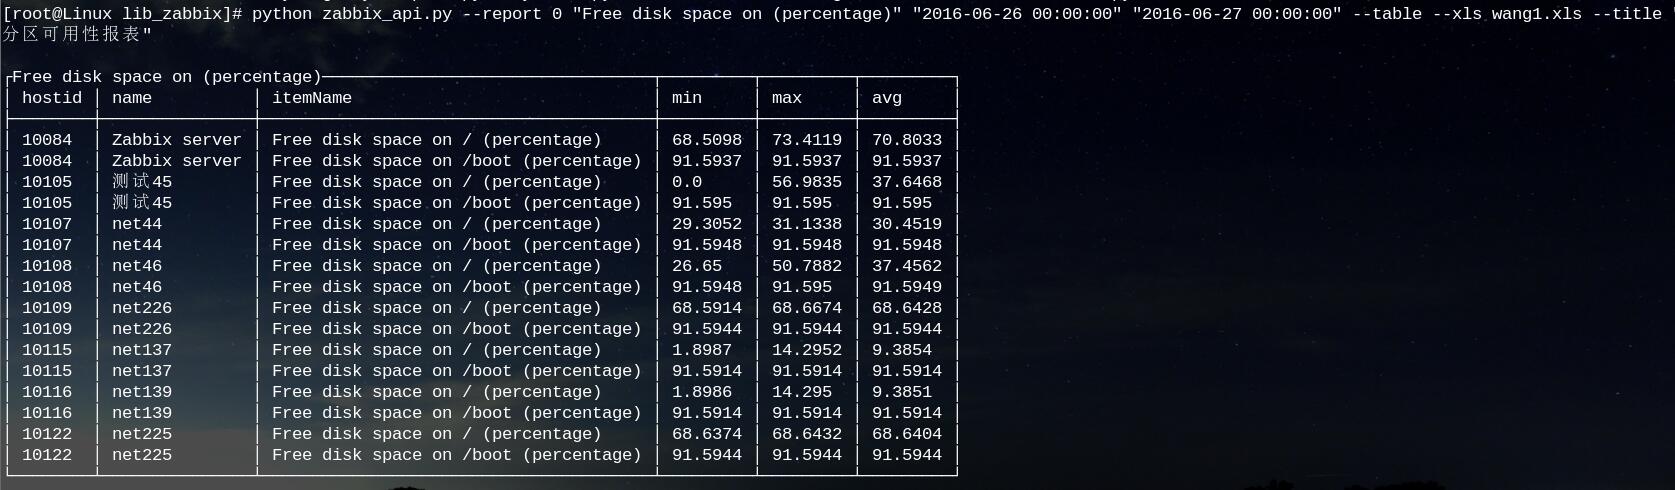 [root@Linux lib_zabbix]# python zabbix_api.py --report 0 "Free disk space on (percentage)" "2016-06-26 00:00:00" "2016-06-27 00:00:00" --table --xls wang1.xls --title "
分区可用性报表"
Free disk space on (percentage)
hostid name itemName min max avg
10084 Zabbix server Free disk space on / (percentage) 68.5098 73.4119 70.8033
10084 Zabbix server Free disk space on /boot (percentage) 91.5937 91.5937 91.5937
10105 测试45 Free disk space on / (percentage) 0.0 56.9835 37.6468
10105 测试45 Free disk space on /boot (percentage) 91.595 91.595 91.595
10107 net44 Free disk space on / (percentage) 29.3052 31.1338 30.4519
10107 net44 Free disk space on /boot (percentage) 91.5948 91.5948 91.5948
10108 net46 Free disk space on / (percentage) 26.65 50.7882 37.4562
10108 net46 Free disk space on /boot (percentage) 91.5948 91.595 91.5949
10109 net226 Free disk space on / (percentage) 68.5914 68.6674 68.6428
10109 net226 Free disk space on /boot (percentage) 91.5944 91.5944 91.5944
10115 net137 Free disk space on / (percentage) 1.8987 14.2952 9.3854
10115 net137 Free disk space on /boot (percentage) 91.5914 91.5914 91.5914
10116 net139 Free disk space on / (percentage) 1.8986 14.295 9.3851
10116 net139 Free disk space on /boot (percentage) 91.5914 91.5914 91.5914
10122 net225 Free disk space on / (percentage) 68.6374 68.6432 68.6404
10122 net225 Free disk space on /boot (percentage) 91.5944 91.5944 91.5944